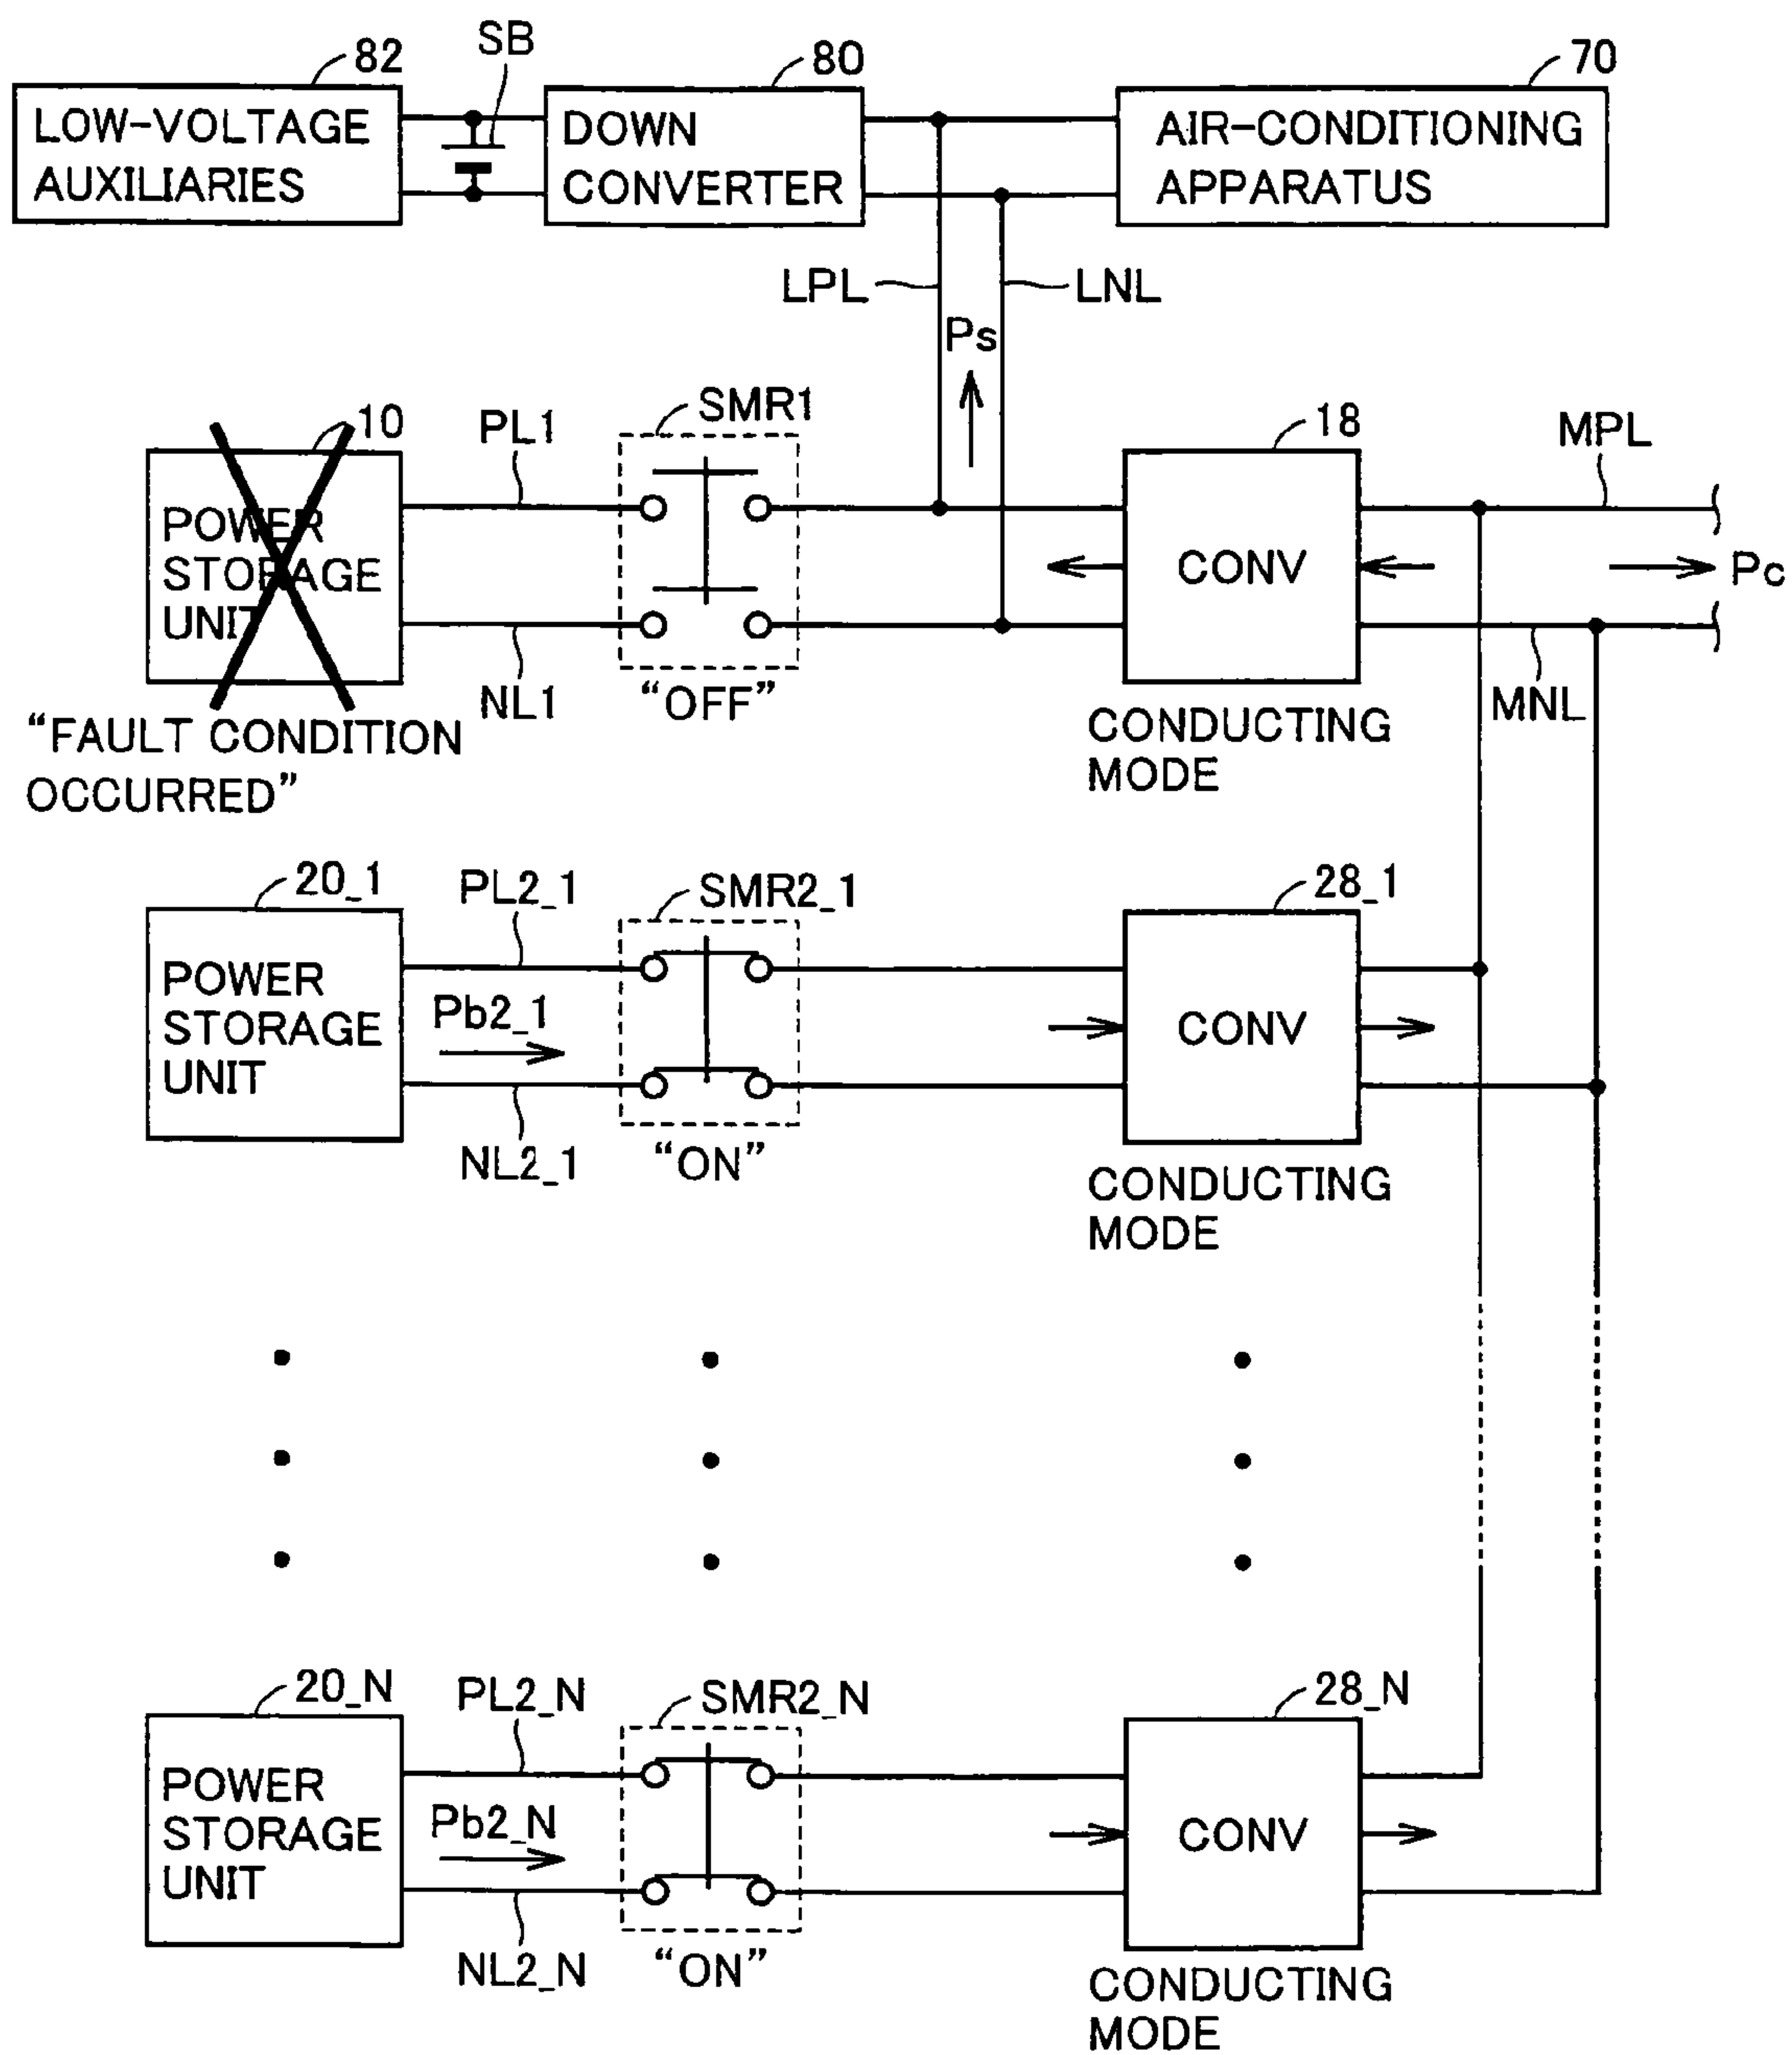 82
SB
80
70
LOW-VOLTAGE
AUXILIARIES
DOWN
CONVERTER
AIR-CONDITIONING
APPARATUS
LPL
LNL
Ps
10
PL1
SMR1
18
MPL
POWER
STORAGE
UNIT
CONV
Pc
NL1
“OFF”
MNL
“FAULT CONDITION
OCCURRED”
CONDUCTING
MODE
20_1
PL2_1
SMR2_1
28_1
POWER
STORAGE
UNIT
Pb2_1
CONV
NL2_1
“ON”
CONDUCTING
MODE
20_N
PL2_N
SMR2_N
28_N
POWER
STORAGE
UNIT
Pb2_N
CONV
NL2_N
“ON”
CONDUCTING
MODE